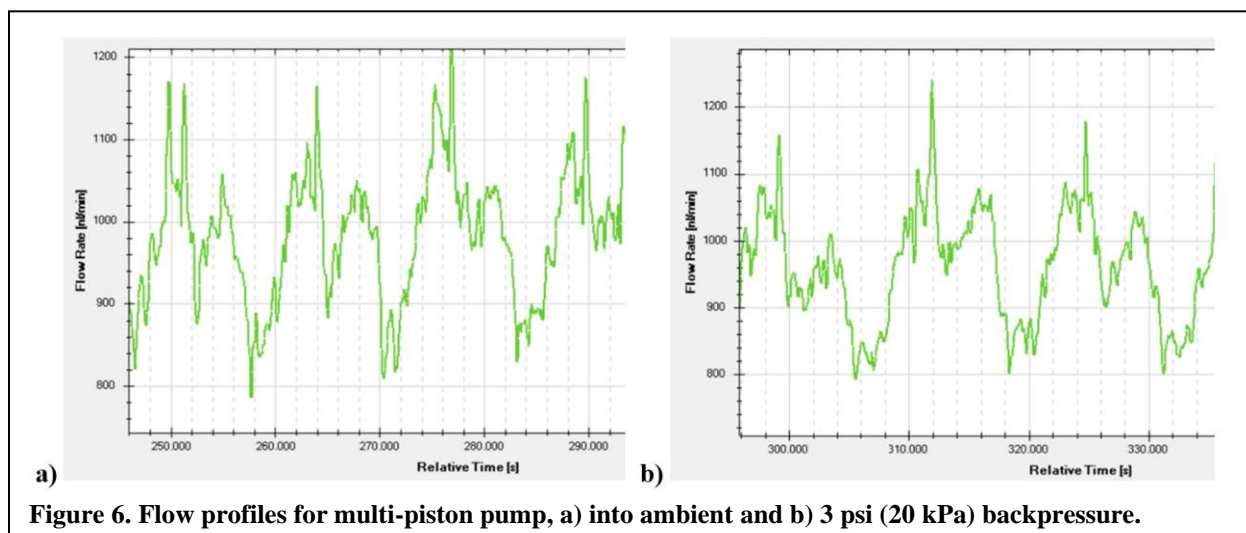 1200
1100
1000
900
800
Flow Rate [nl/min]
250.000 260.000 270.000 280.000 290.000
Relative Time [s]
a)
1200
1100
1000
900
800
Flow Rate [nl/min]
300.000 310.000 320.000 330.000
Relative Time [s]
b)
Figure 6. Flow profiles for multi-piston pump, a) into ambient and b) 3 psi (20 kPa) backpressure.